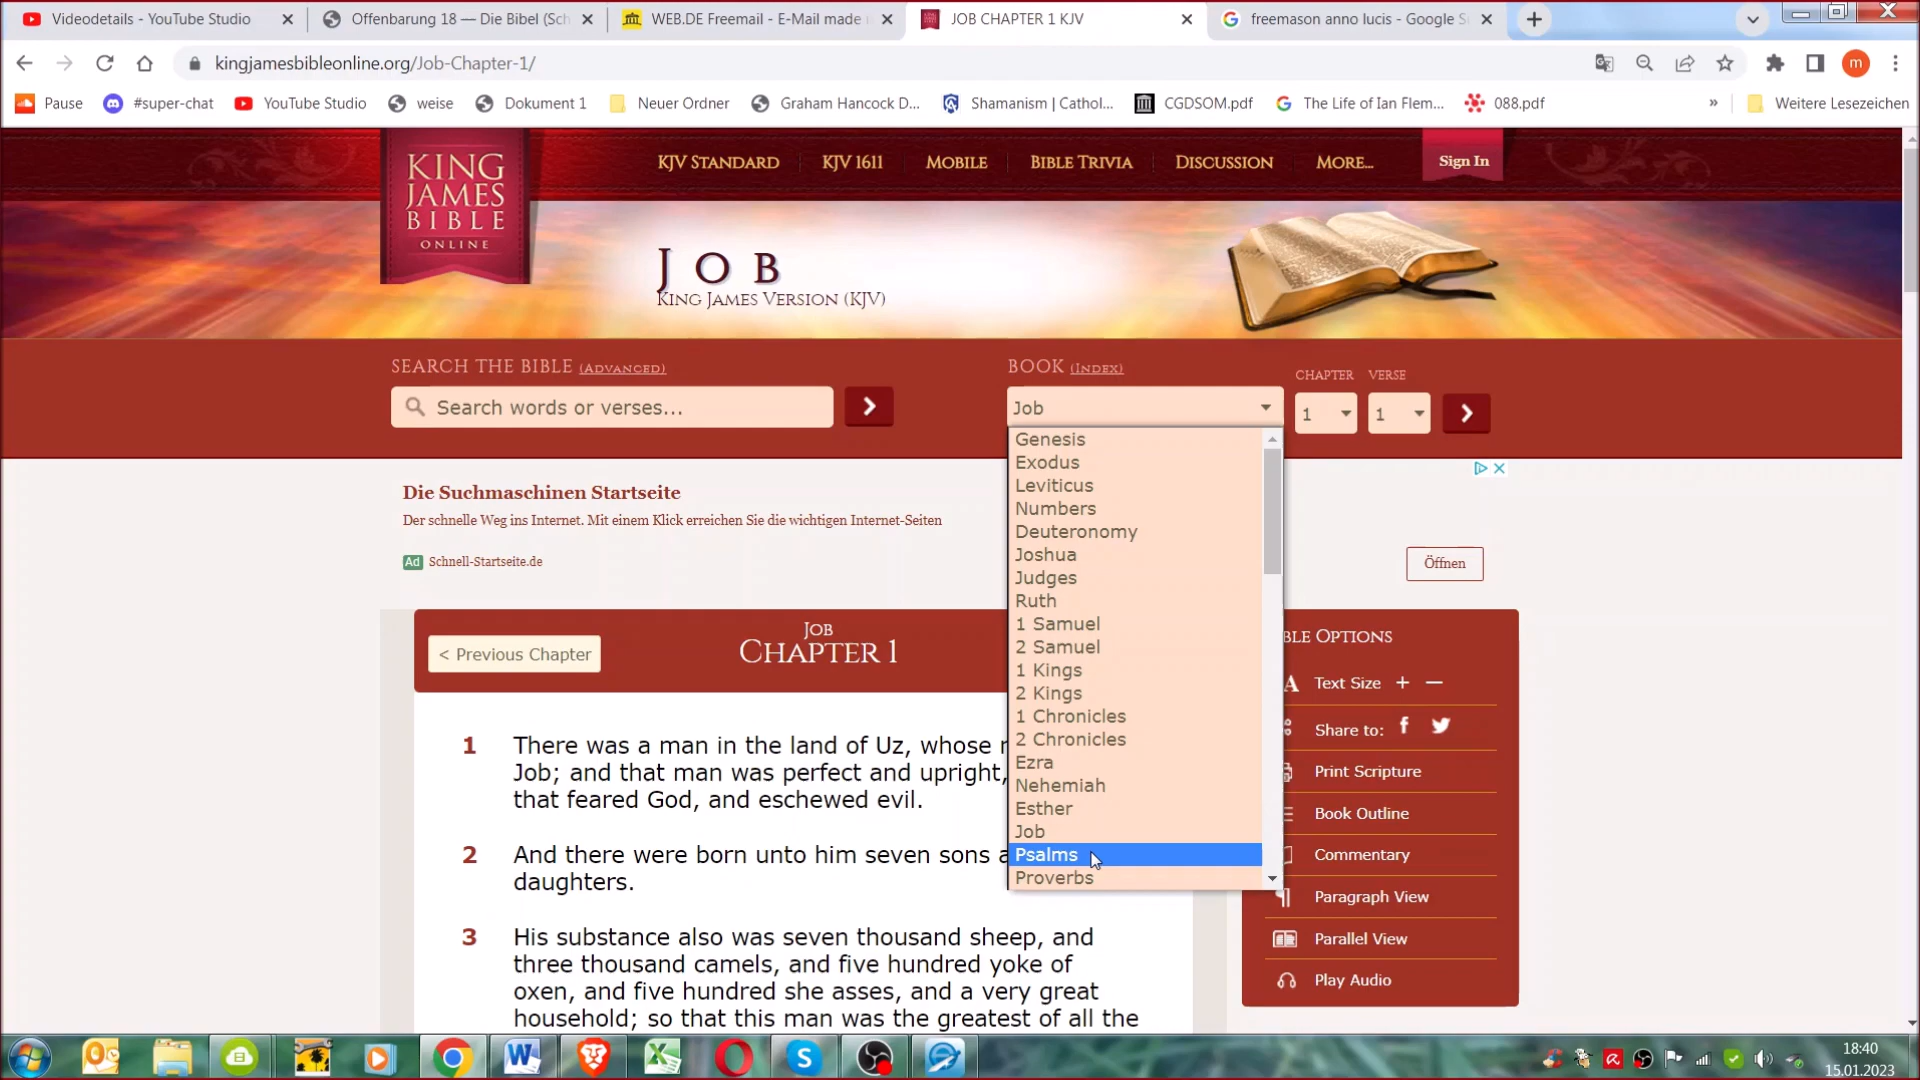 Videodetails - YouTube Studio
Offenbarung 18 — Die Bibel (Sch
WEB.DE Freemail - E-Mail made
JOB CHAPTER 1 KJV
freemason anno lucis - Google S
kingjamesbibleonline.org/Job-Chapter-1/
m
Pause
#super-chat
YouTube Studio
weise
Dokument 1
Neuer Ordner
Graham Hancock D...
Shamanism | Cathol...
CGDSOM.pdf
The Life of Ian Flem...
088.pdf
»
Weitere Lesezeichen
KING
JAMES
BIBLE
ONLINE
KJV STANDARD
KJV 1611
MOBILE
BIBLE TRIVIA
DISCUSSION
MORE...
Sign In
JOB
KING JAMES VERSION (KJV)
SEARCH THE BIBLE (ADVANCED)
Search words or verses...
BOOK (INDEX)
CHAPTER
VERSE
Job
1
1
Genesis
Exodus
Leviticus
Numbers
Deuteronomy
Joshua
Judges
Ruth
1 Samuel
2 Samuel
1 Kings
2 Kings
1 Chronicles
2 Chronicles
Ezra
Nehemiah
Esther
Job
Psalms
Proverbs
Die Suchmaschinen Startseite
Der schnelle Weg ins Internet. Mit einem Klick erreichen Sie die wichtigen Internet-Seiten
Ad Schnell-Startseite.de
Öffnen
< Previous Chapter
JOB
CHAPTER 1
1 There was a man in the land of Uz, whose
Job; and that man was perfect and upright,
that feared God, and eschewed evil.
2 And there were born unto him seven sons
daughters.
3 His substance also was seven thousand sheep, and
three thousand camels, and five hundred yoke of
oxen, and five hundred she asses, and a very great
household; so that this man was the greatest of all the
BLE OPTIONS
A Text Size + —
Share to:
Print Scripture
Book Outline
Commentary
Paragraph View
Parallel View
Play Audio
18:40
15.01.2023